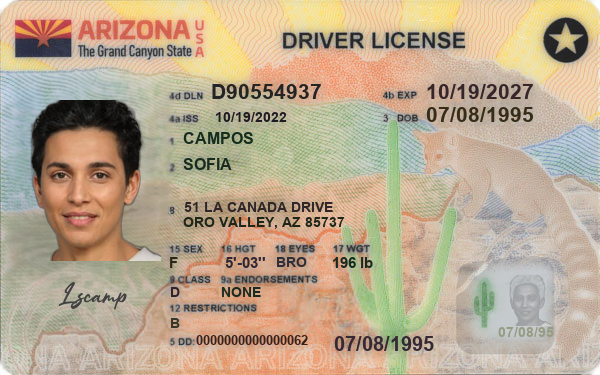 ARIZONA USA
The Grand Canyon State
DRIVER LICENSE
4d DLN D90554937
4b EXP 10/19/2027
4a ISS 10/19/2022
3 DOB 07/08/1995
1 CAMPOS
2 SOFIA
8 51 LA CANADA DRIVE
ORO VALLEY, AZ 85737
15 SEX 16 HGT 18 EYES 17 WGT
F 5'-03" BRO 196 lb
9 CLASS 9a ENDORSEMENTS
D NONE
12 RESTRICTIONS
B
5 DD: 0000000000000062
07/08/1995
07/08/95
Lscamp
ARIZONA ARIZONA ARIZONA ARIZONA